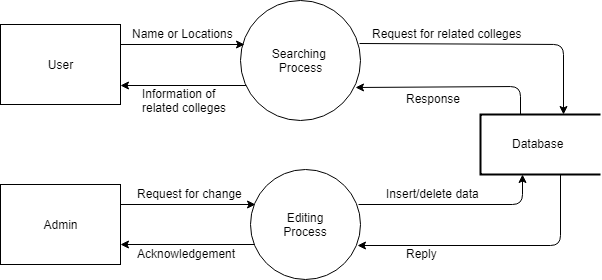 Name or Locations
Request for related colleges
User
Searching
Process
Information of
related colleges
Response
Database
Request for change
Insert/delete data
Admin
Editing
Process
Acknowledgement
Reply